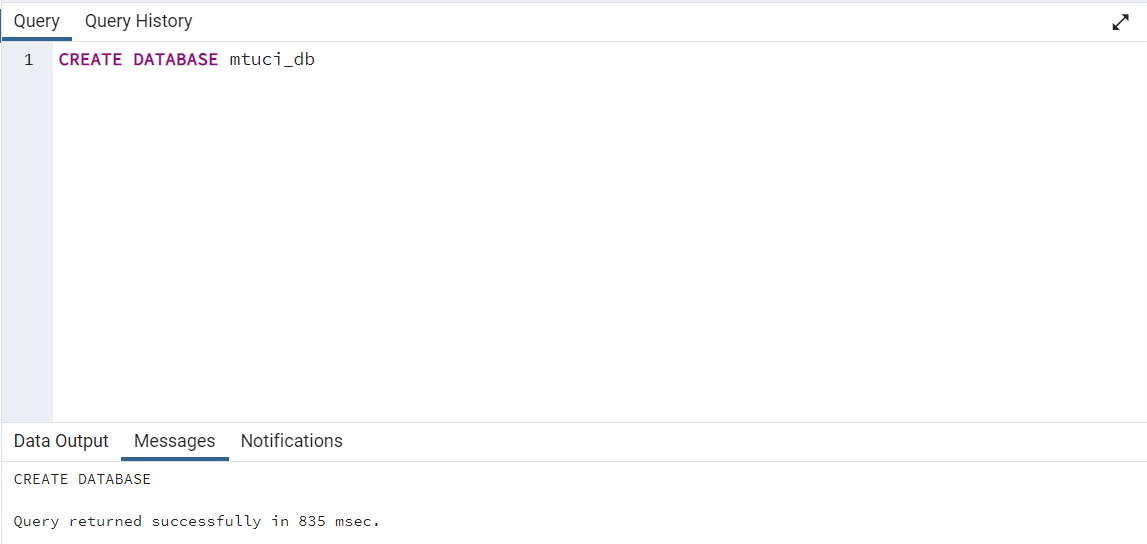 Query Query History
1 CREATE DATABASE mtuci_db
Data Output Messages Notifications
CREATE DATABASE
Query returned successfully in 835 msec.